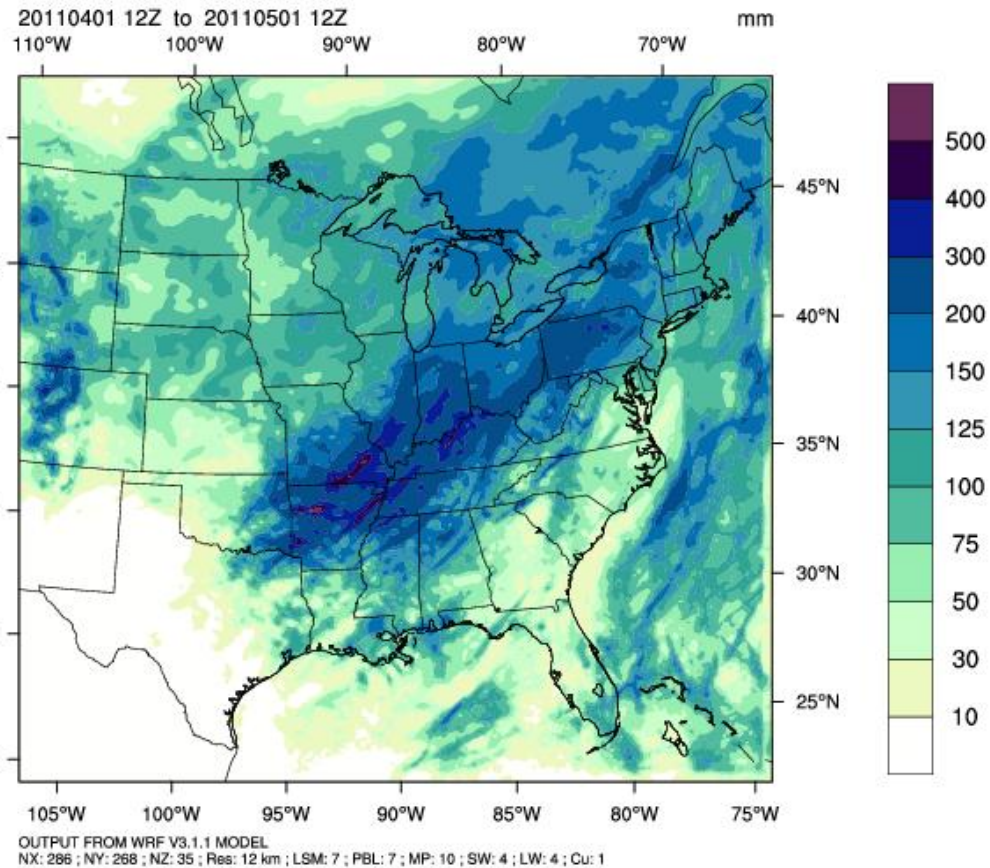 20110401 12Z to 20110501 12Z mm
110°W 100°W 90°W 80°W 70°W
500
400
300
200
150
125
100
75
50
30
10
45°N
40°N
35°N
30°N
25°N
105°W 100°W 95°W 90°W 85°W 80°W 75°W
OUTPUT FROM WRF V3.1.1 MODEL
NX: 286 ; NY: 268 ; NZ: 35 ; Res: 12 km ; LSM: 7 ; PBL: 7 ; MP: 10 ; SW: 4 ; LW: 4 ; Cu: 1